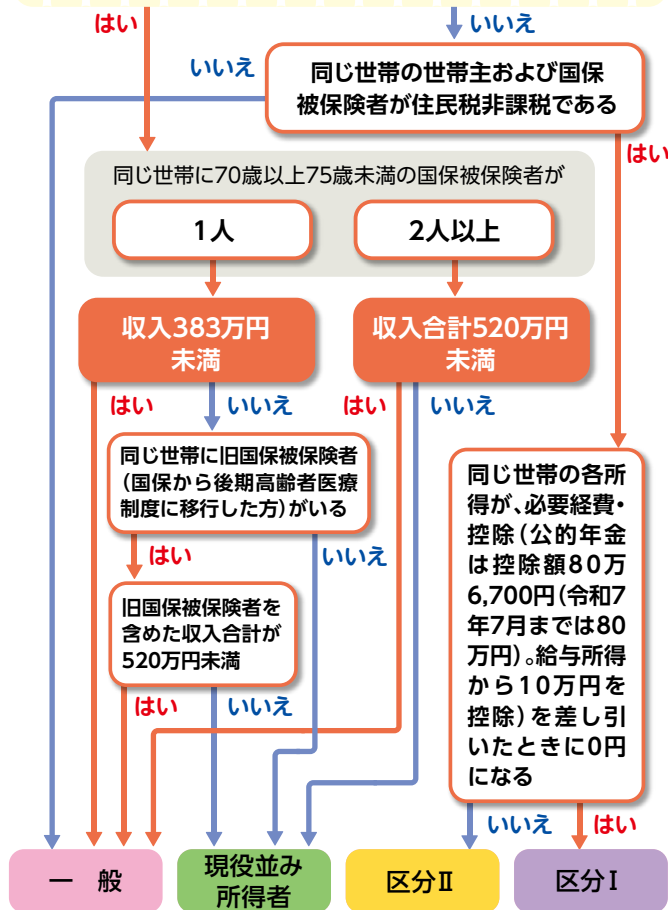 はい
いいえ
いいえ
同じ世帯の世帯主および国保
被保険者が住民税非課税である
はい
同じ世帯に70歳以上75歳未満の国保被保険者が
1人
2人以上
収入383万円
未満
収入合計520万円
未満
はい
いいえ
はい
いいえ
同じ世帯に旧国保被保険者
(国保から後期高齢者医療
制度に移行した方)がいる
はい
いいえ
旧国保被保険者を
含めた収入合計が
520万円未満
はい
いいえ
同じ世帯の各所
得が、必要経費・
控除(公的年金
は控除額80万
6,700円(令和7
年7月までは80
万円)。給与所得
から10万円を
控除)を差し引
いたときに0円
になる
いいえ
はい
一 般
現役並み
所得者
区分Ⅱ
区分Ⅰ